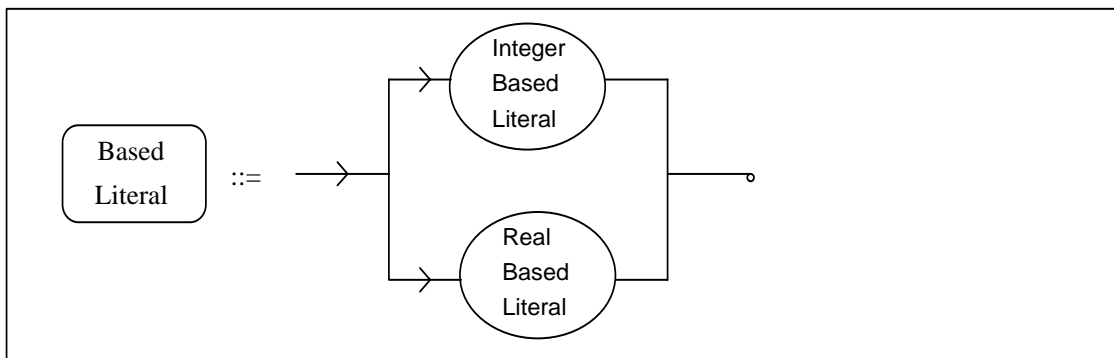 Based
Literal
::=
Integer
Based
Literal
Real
Based
Literal